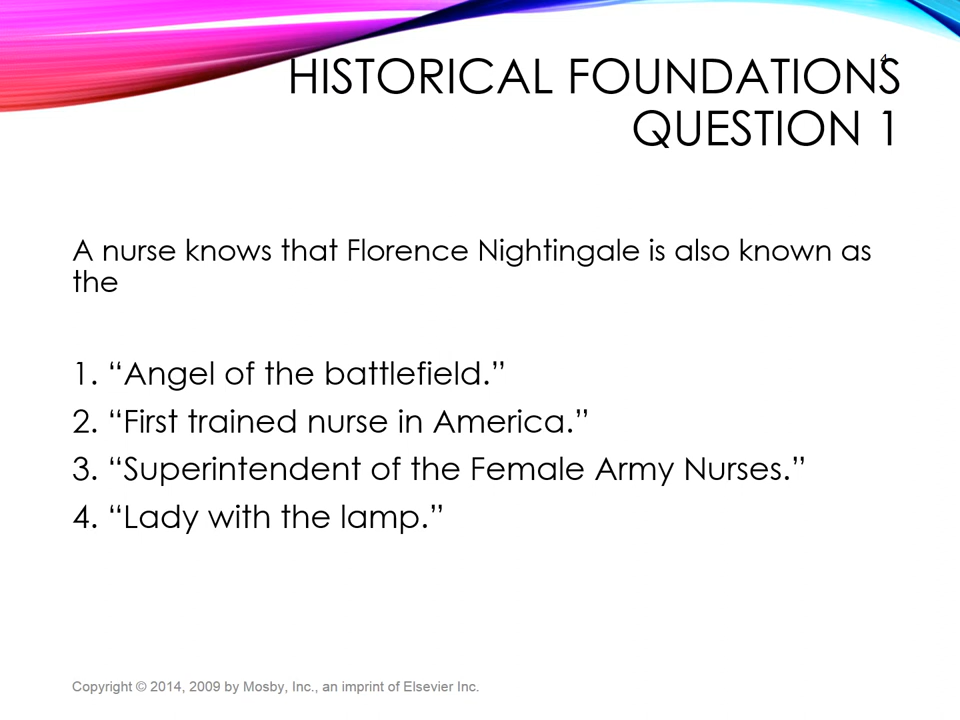 HISTORICAL FOUNDATIONS
QUESTION 1
A nurse knows that Florence Nightingale is also known as
the
1. “Angel of the battlefield.”
2. “First trained nurse in America.”
3. “Superintendent of the Female Army Nurses.”
4. “Lady with the lamp.”
Copyright © 2014, 2009 by Mosby, Inc., an imprint of Elsevier Inc.